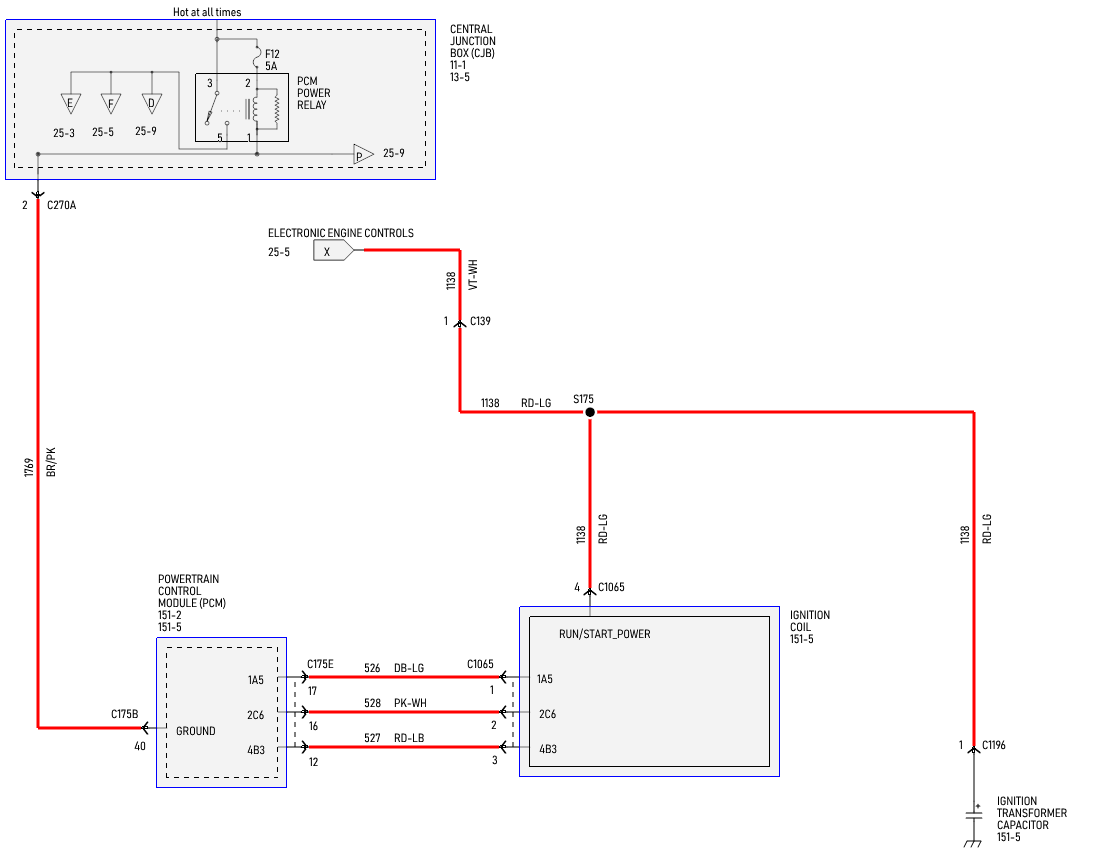 Hot at all times
CENTRAL
JUNCTION
BOX (CJB)
11-1
13-5
F12
5A
3
2
PCM
POWER
RELAY
E
F
D
25-3
25-5
25-9
5
1
P
25-9
2
C270A
ELECTRONIC ENGINE CONTROLS
25-5
X
1138
VT-WH
1
C139
1138
RD-LG
S175
1769
BR/PK
1138
RD-LG
1138
RD-LG
4
C1065
POWERTRAIN
CONTROL
MODULE (PCM)
151-2
151-5
IGNITION
COIL
151-5
RUN/START_POWER
C175E
526
DB-LG
C1065
1A5
17
1
1A5
528
PK-WH
2C6
16
2
2C6
C175B
GROUND
527
RD-LB
40
4B3
12
3
4B3
1
C1196
+
IGNITION
TRANSFORMER
CAPACITOR
151-5